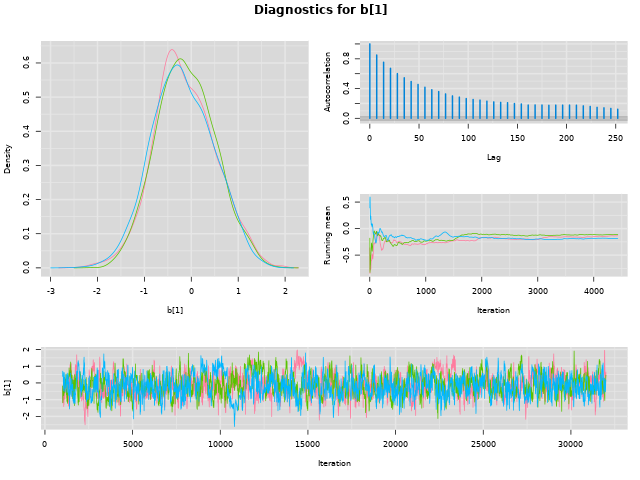 Diagnostics for b[1]
Density
0.0 0.1 0.2 0.3 0.4 0.5 0.6
-3 -2 -1 0 1 2
b[1]
Autocorrelation
0.0 0.4 0.8
0 50 100 150 200 250
Lag
Running mean
-0.5 0.0 0.5
0 1000 2000 3000 4000
Iteration
b[1]
-2 -1 0 1 2
0 5000 10000 15000 20000 25000 30000
Iteration